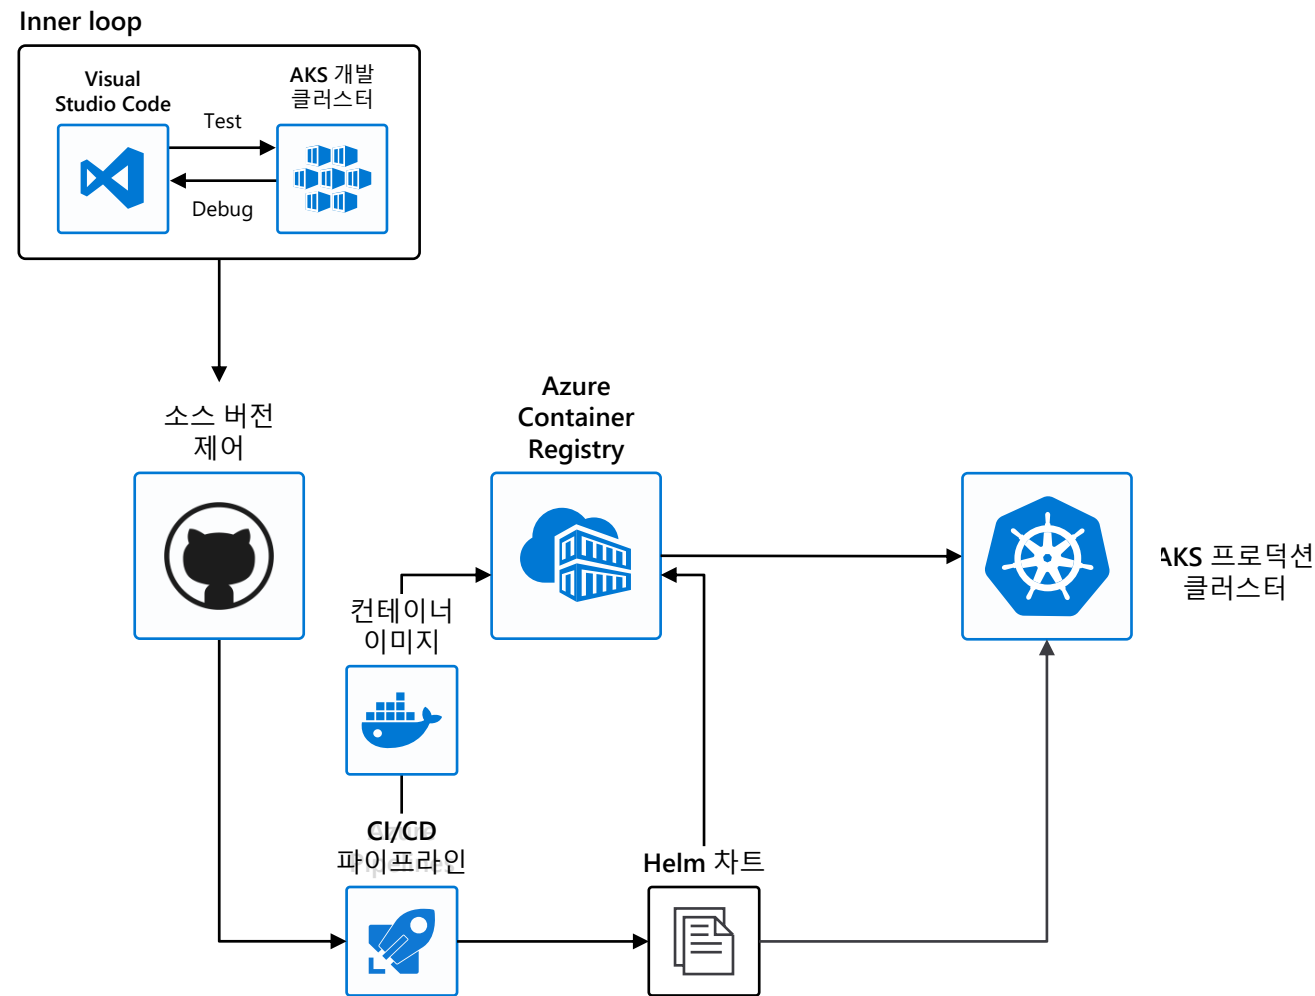 Inner loop
Visual
Studio Code
AKS 개발
클러스터
Test
Debug
소스 버전
제어
Azure
Container
Registry
AKS 프로덕션
클러스터
컨테이너
이미지
CI/CD
파이프라인
Helm 차트